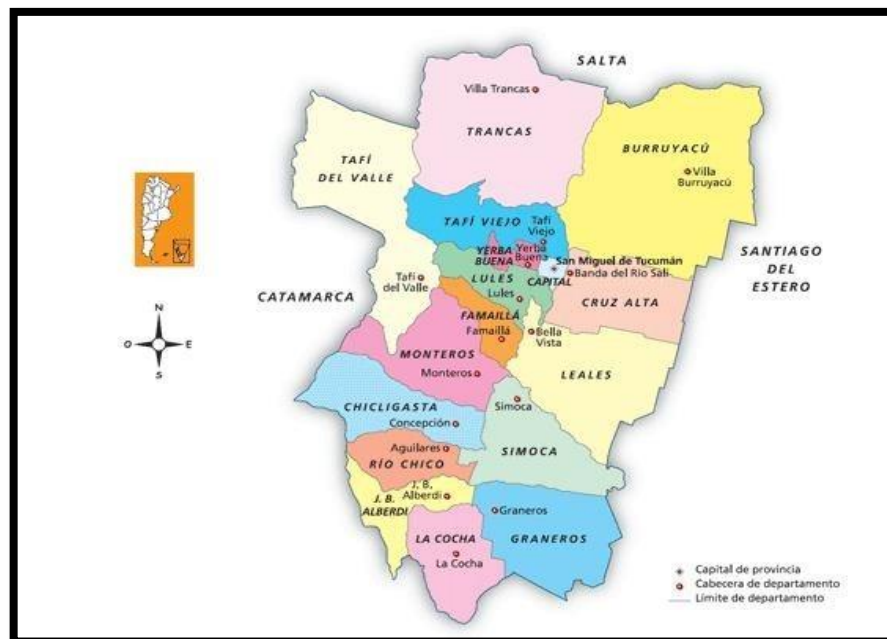 SALTA
Villa Trancas
TRANCAS
BURRUYACÚ
TAFÍ
DEL VALLE
Villa
Burruyacú
TAFÍ VIEJO
Tafí
Viejo
YERBA
BUENA
Yerba
Buena
San Miguel de Tucumán
Banda del Río Salí
CAPITAL
SANTIAGO
DEL
ESTERO
Tafí
del Valle
LULES
Lules
CATAMARCA
CRUZ ALTA
FAMAILLÁ
Famaillá
Bella
Vista
N
O
E
S
MONTEROS
Monteros
LEALES
CHICLIGASTA
Concepción
Simoca
SIMOCA
Aguilares
RÍO CHICO
J. B.
Alberdi
J. B.
ALBERDI
Graneros
GRANEROS
LA COCHA
La Cocha
Capital de provincia
Cabecera de departamento
Límite de departamento